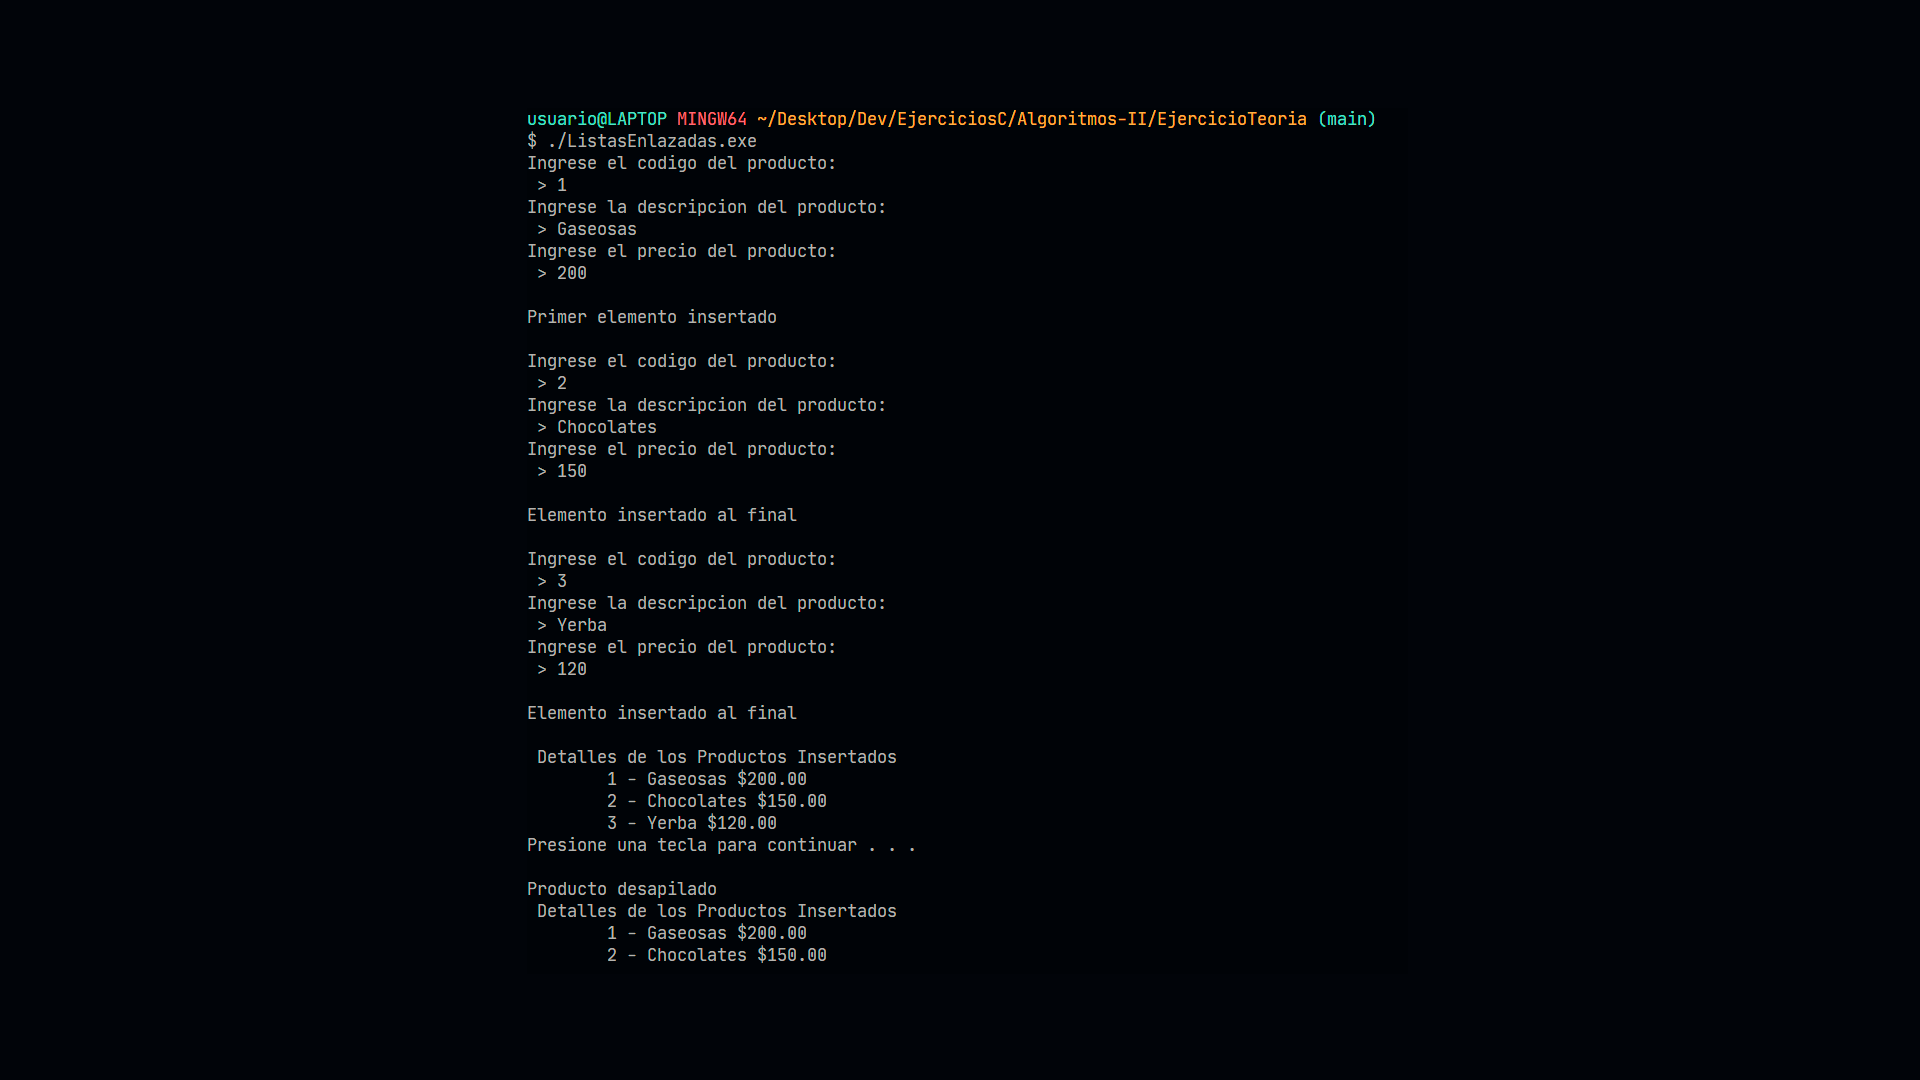 usuario@LAPTOP MINGW64 ~/Desktop/Dev/EjerciciosC/Algoritmos-II/EjercicioTeoria (main)
$ ./ListasEnlazadas.exe
Ingrese el codigo del producto:
 > 1
Ingrese la descripcion del producto:
 > Gaseosas
Ingrese el precio del producto:
 > 200

Primer elemento insertado

Ingrese el codigo del producto:
 > 2
Ingrese la descripcion del producto:
 > Chocolates
Ingrese el precio del producto:
 > 150

Elemento insertado al final

Ingrese el codigo del producto:
 > 3
Ingrese la descripcion del producto:
 > Yerba
Ingrese el precio del producto:
 > 120

Elemento insertado al final

 Detalles de los Productos Insertados
        1 - Gaseosas $200.00
        2 - Chocolates $150.00
        3 - Yerba $120.00
Presione una tecla para continuar . . .

Producto desapilado
 Detalles de los Productos Insertados
        1 - Gaseosas $200.00
        2 - Chocolates $150.00